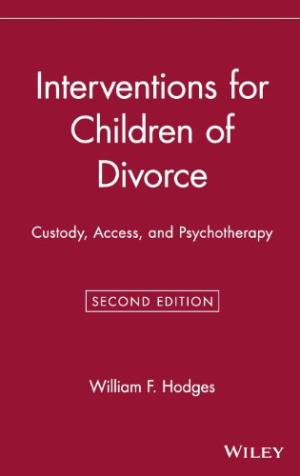 Interventions for
Children of
Divorce
Custody, Access, and Psychotherapy
SECOND EDITION
William F. Hodges
WILEY